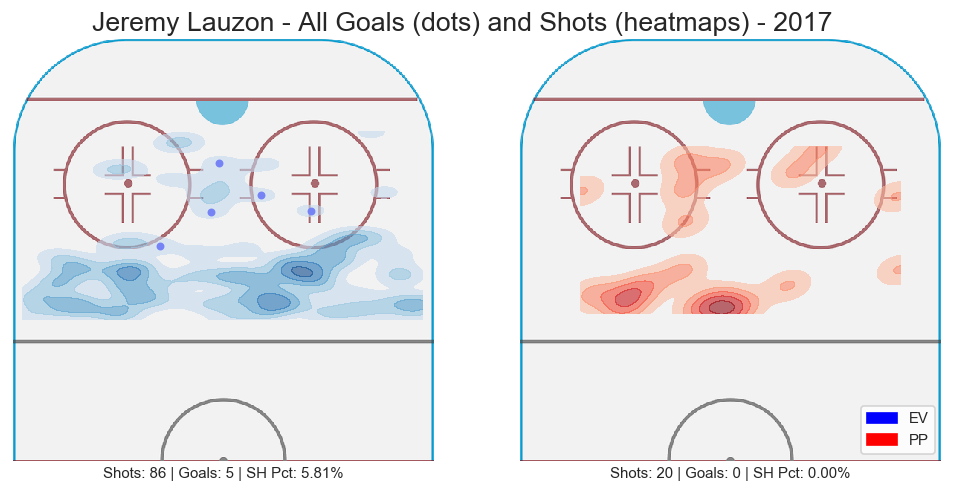 Jeremy Lauzon - All Goals (dots) and Shots (heatmaps) - 2017
EV
PP
Shots: 86 | Goals: 5 | SH Pct: 5.81%
Shots: 20 | Goals: 0 | SH Pct: 0.00%